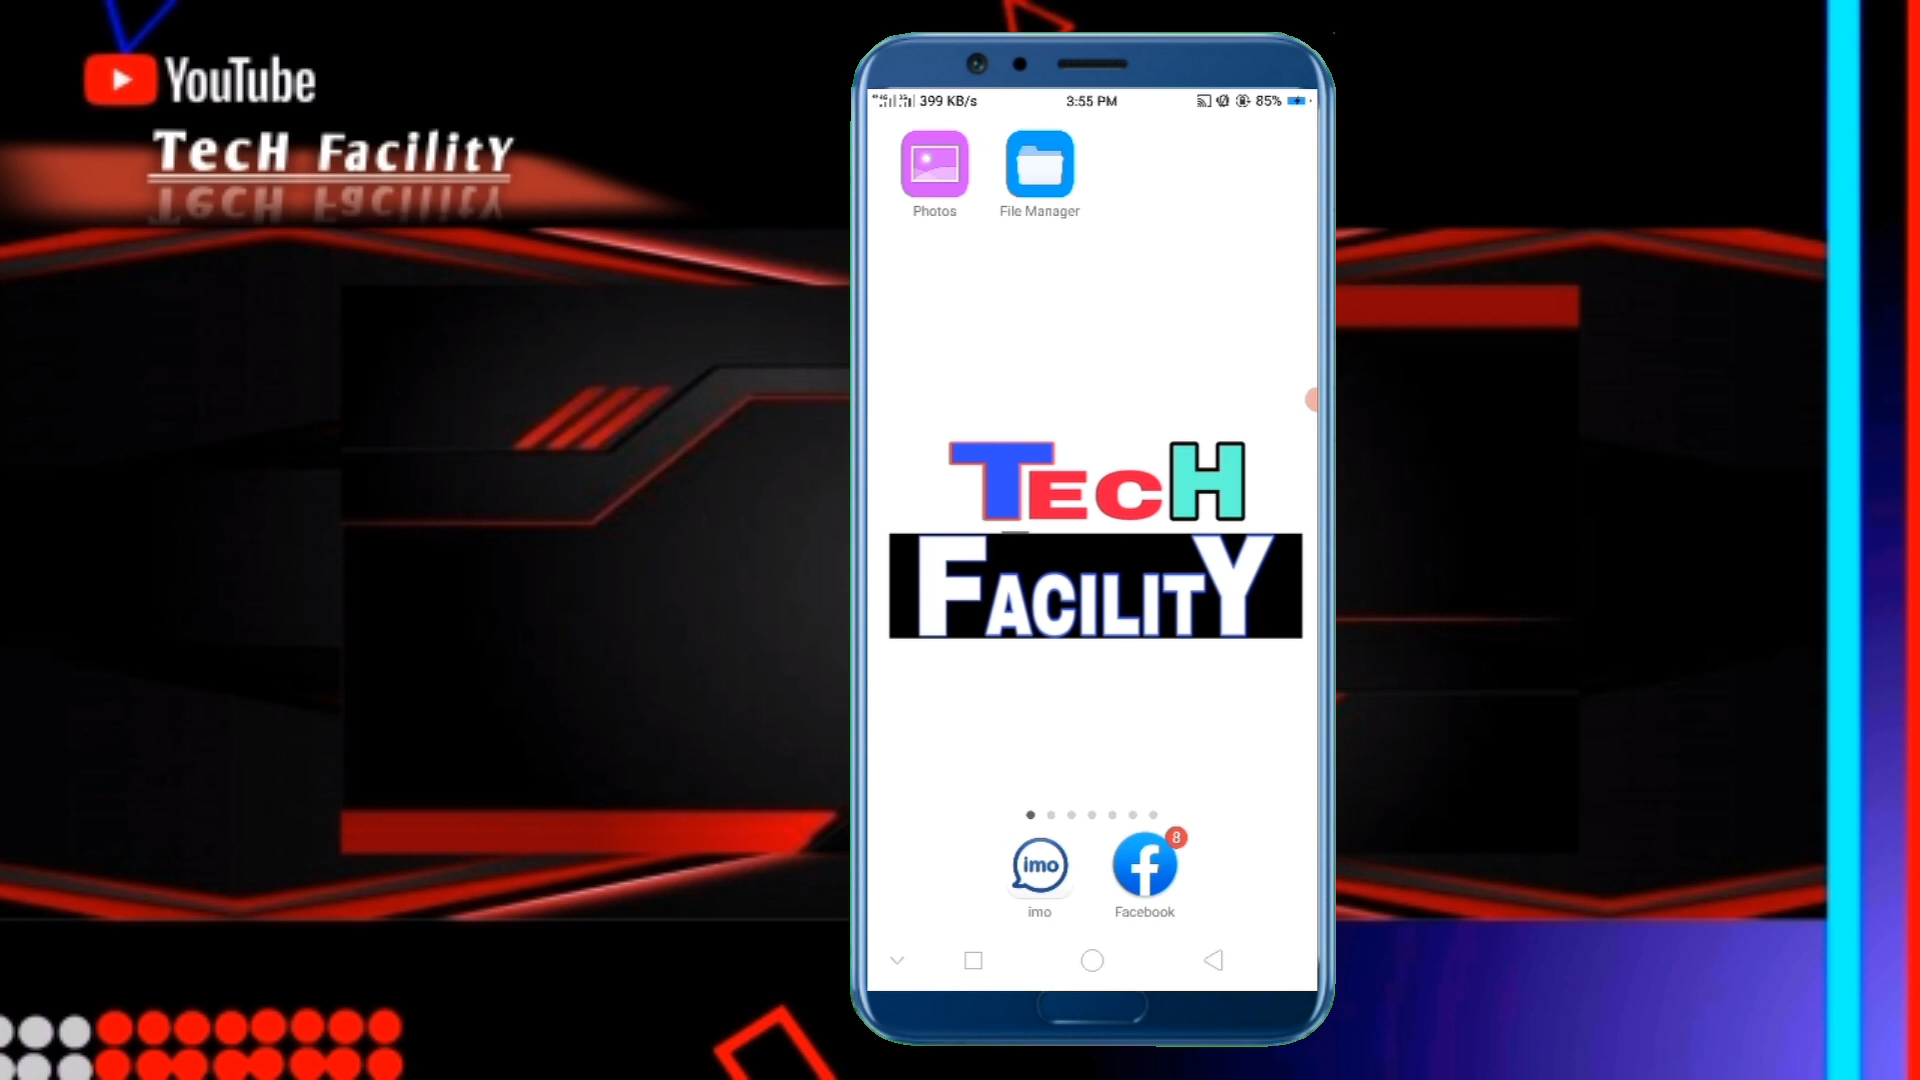 YouTube
TecH FacilitY
399 KB/s
3:55 PM
85%
Photos
File Manager
TecH
FacilitY
8
imo
imo
Facebook